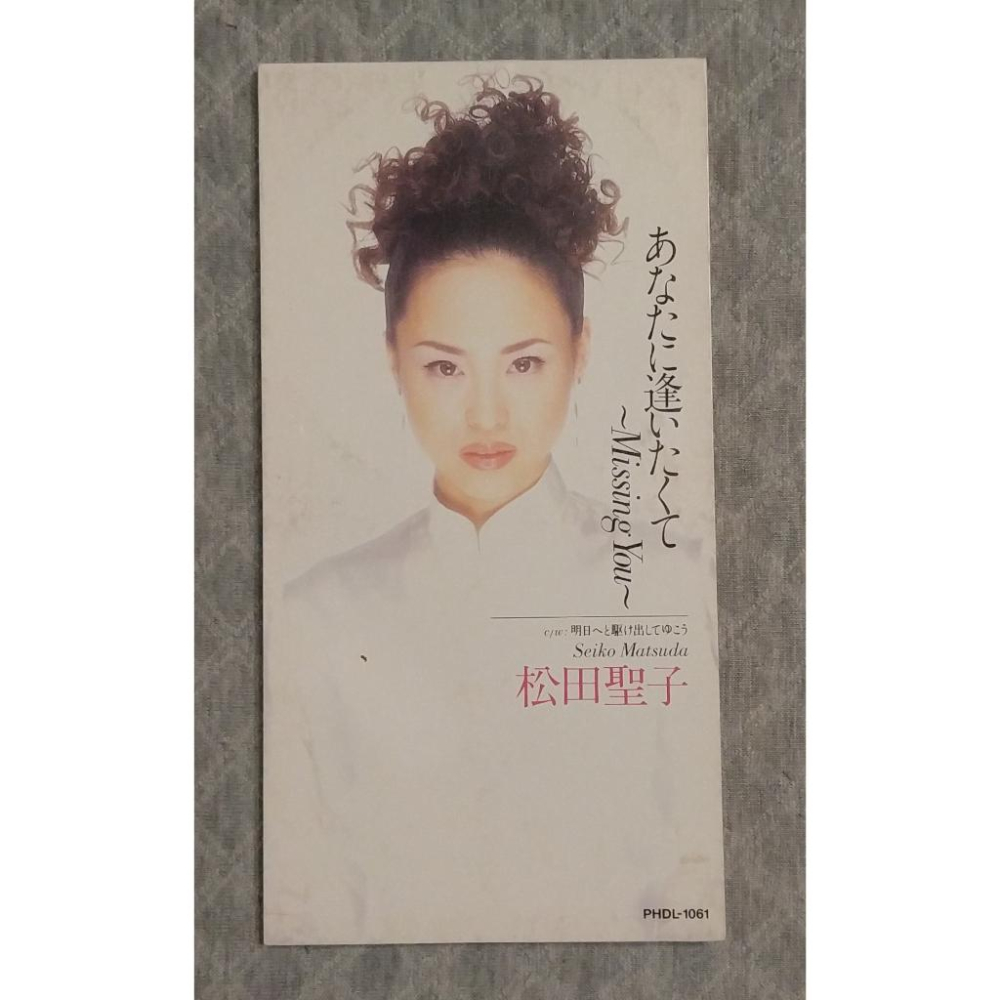 あなたに逢いたくて
~Missing You~
c/w: 明日へと駆け出してゆこう
Seiko Matsuda
松田聖子
PHDL-1061